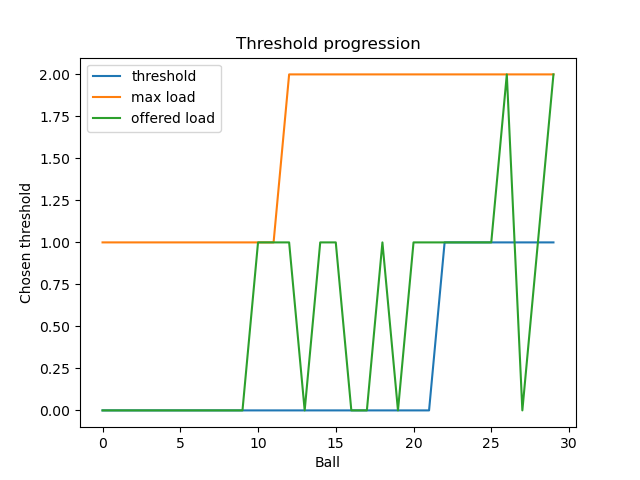 Threshold progression
threshold
max load
offered load
Chosen threshold
2.00
1.75
1.50
1.25
1.00
0.75
0.50
0.25
0.00
0 5 10 15 20 25 30
Ball